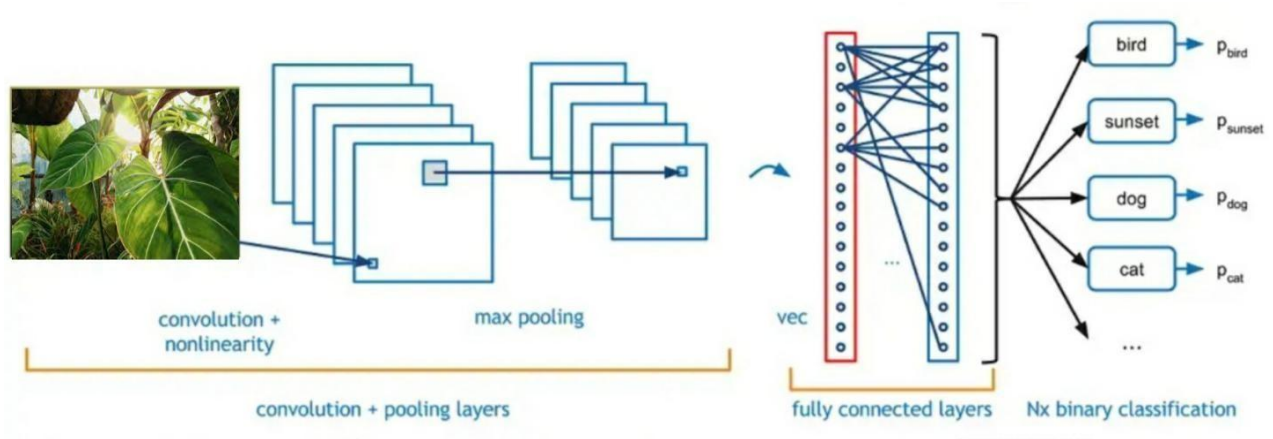 bird
p_bird
sunset
p_sunset
dog
p_dog
cat
p_cat
...
...
convolution +
nonlinearity
max pooling
vec
convolution + pooling layers
fully connected layers
Nx binary classification